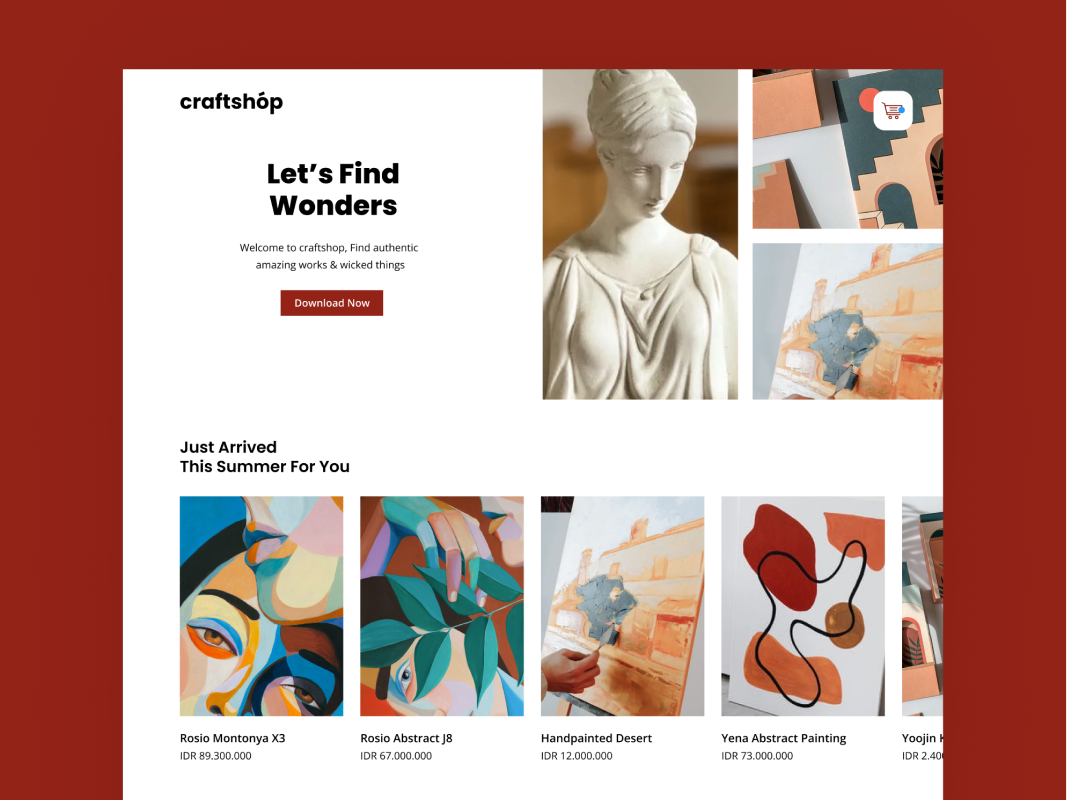 craftshóp
Let’s Find
Wonders
Welcome to craftshop, Find authentic
amazing works & wicked things
Download Now
Just Arrived
This Summer For You
Rosio Montonya X3
IDR 89.300.000
Rosio Abstract J8
IDR 67.000.000
Handpainted Desert
IDR 12.000.000
Yena Abstract Painting
IDR 73.000.000
Yoojin
IDR